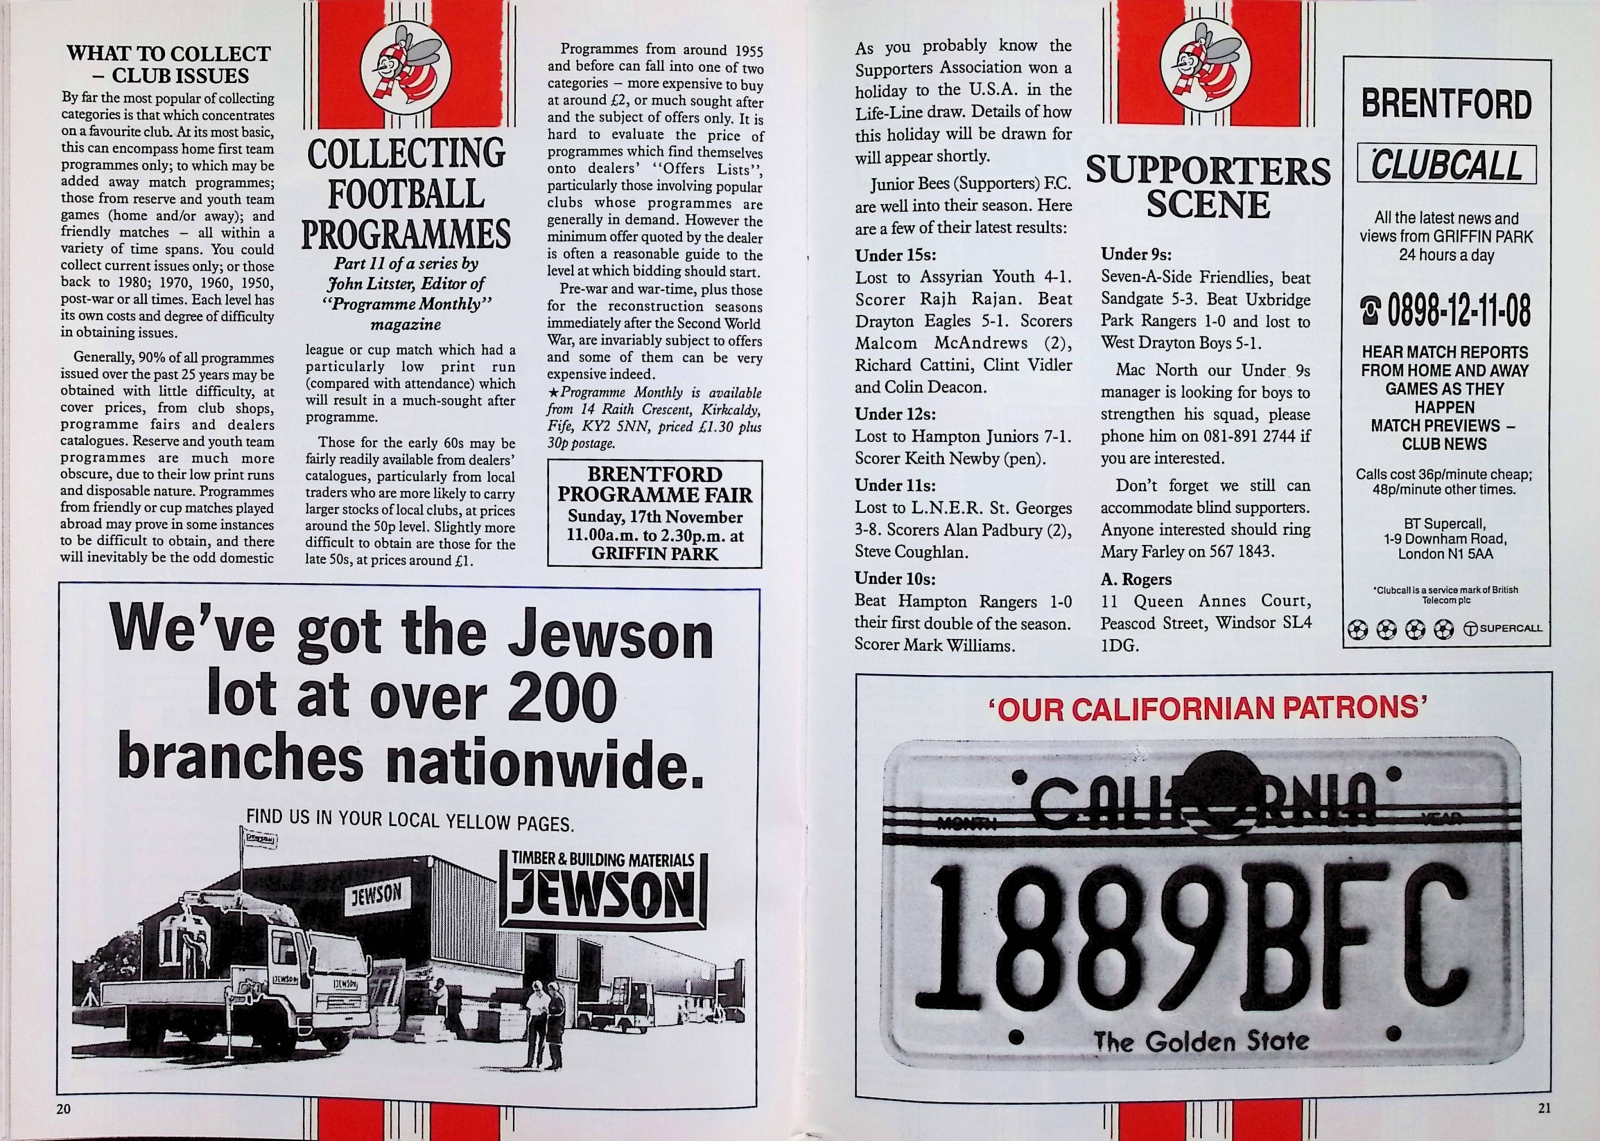 WHAT TO COLLECT
– CLUB ISSUES
By far the most popular of collecting
categories is that which concentrates
on a favourite club. At its most basic,
this can encompass home first team
programmes only; to which may be
added away match programmes;
those from reserve and youth team
games (home and/or away); and
friendly matches – all within a
variety of time spans. You could
collect current issues only; or those
back to 1980; 1970, 1960, 1950,
post-war or all times. Each level has
its own costs and degree of difficulty
in obtaining issues.
Generally, 90% of all programmes
issued over the past 25 years may be
obtained with little difficulty, at
cover prices, from club shops,
programme fairs and dealers
catalogues. Reserve and youth team
programmes are much more
obscure, due to their low print runs
and disposable nature. Programmes
from friendly or cup matches played
abroad may prove in some instances
to be difficult to obtain, and there
will inevitably be the odd domestic
COLLECTING
FOOTBALL
PROGRAMMES
Part 11 of a series by
John Litster, Editor of
“Programme Monthly”
magazine
league or cup match which had a
particularly low print run
(compared with attendance) which
will result in a much-sought after
programme.
Those for the early 60s may be
fairly readily available from dealers’
catalogues, particularly from local
traders who are more likely to carry
larger stocks of local clubs, at prices
around the 50p level. Slightly more
difficult to obtain are those for the
late 50s, at prices around £1.
Programmes from around 1955
and before can fall into one of two
categories – more expensive to buy
at around £2, or much sought after
and the subject of offers only. It is
hard to evaluate the price of
programmes which find themselves
onto dealers’ “Offers Lists”,
particularly those involving popular
clubs whose programmes are
generally in demand. However the
minimum offer quoted by the dealer
is often a reasonable guide to the
level at which bidding should start.
Pre-war and war-time, plus those
for the reconstruction seasons
immediately after the Second World
War, are invariably subject to offers
and some of them can be very
expensive indeed.
★Programme Monthly is available
from 14 Raith Crescent, Kirkcaldy,
Fife, KY2 5NN, priced £1.30 plus
30p postage.
BRENTFORD
PROGRAMME FAIR
Sunday, 17th November
11.00a.m. to 2.30p.m. at
GRIFFIN PARK
We’ve got the Jewson
lot at over 200
branches nationwide.
FIND US IN YOUR LOCAL YELLOW PAGES.
JEWSON
TIMBER & BUILDING MATERIALS
JEWSON
JEWSON
JEWSON
JEWSON
20
As you probably know the
Supporters Association won a
holiday to the U.S.A. in the
Life-Line draw. Details of how
this holiday will be drawn for
will appear shortly.
Junior Bees (Supporters) F.C.
are well into their season. Here
are a few of their latest results:
Under 15s:
Lost to Assyrian Youth 4-1.
Scorer Rajh Rajan. Beat
Drayton Eagles 5-1. Scorers
Malcom McAndrews (2),
Richard Cattini, Clint Vidler
and Colin Deacon.
Under 12s:
Lost to Hampton Juniors 7-1.
Scorer Keith Newby (pen).
Under 11s:
Lost to L.N.E.R. St. Georges
3-8. Scorers Alan Padbury (2),
Steve Coughlan.
Under 10s:
Beat Hampton Rangers 1-0
their first double of the season.
Scorer Mark Williams.
SUPPORTERS
SCENE
Under 9s:
Seven-A-Side Friendlies, beat
Sandgate 5-3. Beat Uxbridge
Park Rangers 1-0 and lost to
West Drayton Boys 5-1.
Mac North our Under 9s
manager is looking for boys to
strengthen his squad, please
phone him on 081-891 2744 if
you are interested.
Don’t forget we still can
accommodate blind supporters.
Anyone interested should ring
Mary Farley on 567 1843.
A. Rogers
11 Queen Annes Court,
Peascod Street, Windsor SL4
1DG.
BRENTFORD
*CLUBCALL
All the latest news and
views from GRIFFIN PARK
24 hours a day
☎ 0898-12-11-08
HEAR MATCH REPORTS
FROM HOME AND AWAY
GAMES AS THEY
HAPPEN
MATCH PREVIEWS –
CLUB NEWS
Calls cost 36p/minute cheap;
48p/minute other times.
BT Supercall,
1-9 Downham Road,
London N1 5AA
*Clubcall is a service mark of British
Telecom plc
SUPERCALL
‘OUR CALIFORNIAN PATRONS’
CALIFORNIA
MONTH YEAR
1889BFC
The Golden State
21